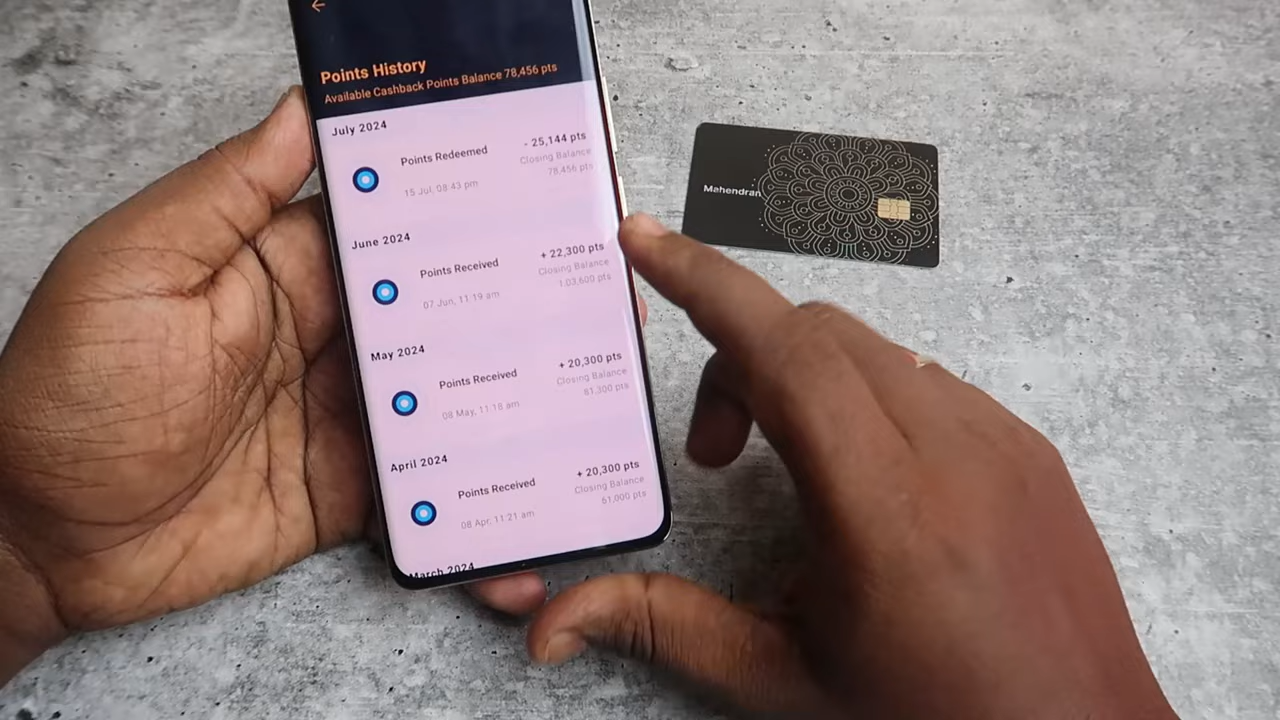 Points History
Available Cashback Points Balance 78,456 pts
July 2024
Points Redeemed
- 25,144 pts
Closing Balance
15 Jul, 08:43 pm
78,456 pts
June 2024
Points Received
+ 22,300 pts
Closing Balance
07 Jun, 11:19 am
1,03,600 pts
May 2024
Points Received
+ 20,300 pts
Closing Balance
08 May, 11:18 am
81,300 pts
April 2024
Points Received
+ 20,300 pts
Closing Balance
08 Apr, 11:21 am
61,000 pts
March 2024
Mahendran